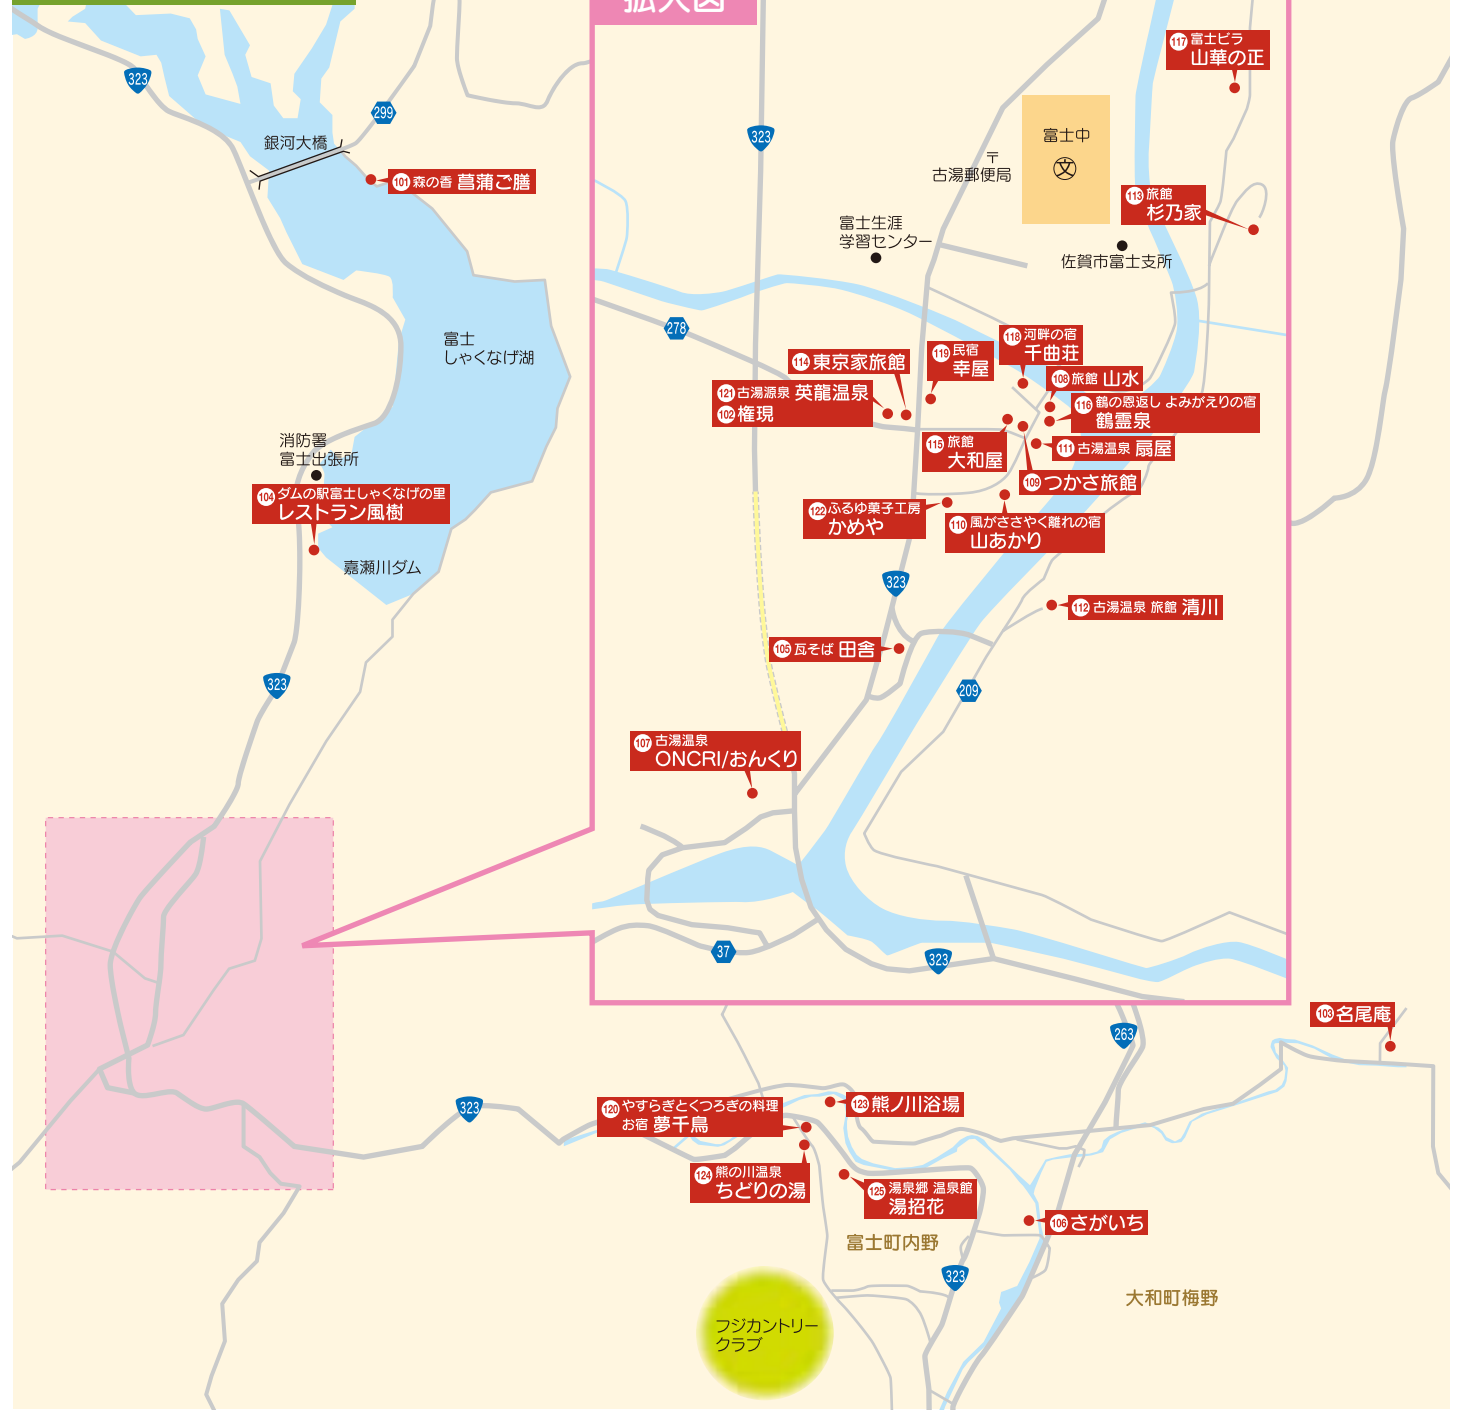 拡大図
117 富士ビラ
山華の正
323
299
323
銀河大橋
富士中
文
〒
古湯郵便局
101 森の香 菖蒲ご膳
113 旅館
杉乃家
富士生涯
学習センター
佐賀市富士支所
278
富士
しゃくなげ湖
118 河畔の宿
千曲荘
119 民宿
幸屋
114 東京家旅館
108 旅館 山水
121 古湯源泉 英龍温泉
102 権現
116 鶴の恩返し よみがえりの宿
鶴霊泉
115 旅館
大和屋
111 古湯温泉 扇屋
消防署
富士出張所
109 つかさ旅館
104 ダムの駅富士しゃくなげの里
レストラン風樹
122 ふるゆ菓子工房
かめや
110 風がささやく離れの宿
山あかり
嘉瀬川ダム
323
112 古湯温泉 旅館 清川
105 瓦そば 田舎
323
209
107 古湯温泉
ONCRI/おんくり
37
323
103 名尾庵
263
323
120 やすらぎとくつろぎの料理
お宿 夢千鳥
123 熊ノ川浴場
124 熊の川温泉
ちどりの湯
125 湯泉郷 温泉館
湯招花
106 さがいち
富士町内野
323
大和町梅野
フジカントリー
クラブ